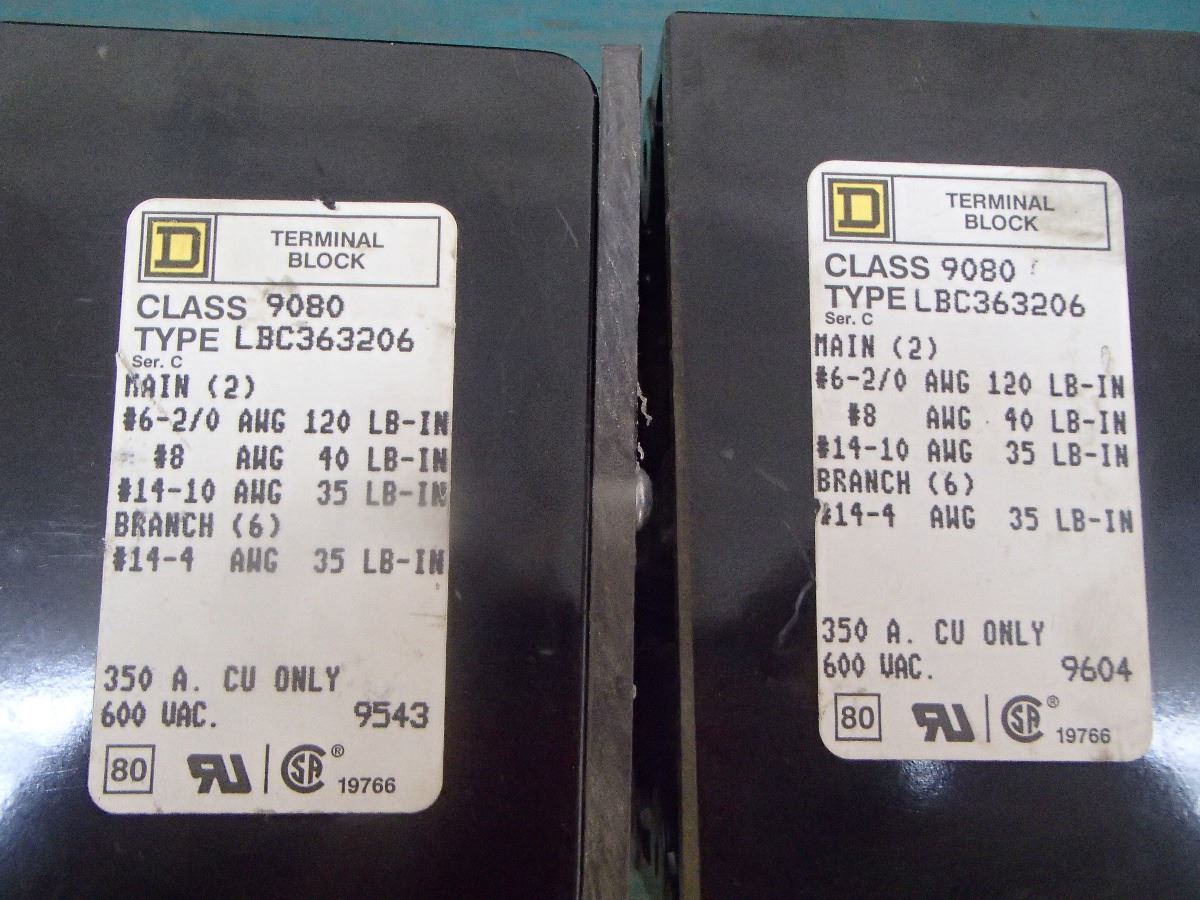 D
TERMINAL
BLOCK
CLASS 9080
TYPE LBC363206
Ser. C
MAIN (2)
#6-2/0 AWG 120 LB-IN
#8 AWG 40 LB-IN
#14-10 AWG 35 LB-IN
BRANCH (6)
#14-4 AWG 35 LB-IN
350 A. CU ONLY
600 VAC. 9543
80 RU SA ® 19766
D
TERMINAL
BLOCK
CLASS 9080
TYPE LBC363206
Ser. C
MAIN (2)
#6-2/0 AWG 120 LB-IN
#8 AWG 40 LB-IN
#14-10 AWG 35 LB-IN
BRANCH (6)
#14-4 AWG 35 LB-IN
350 A. CU ONLY
600 VAC. 9604
80 RU SA ® 19766